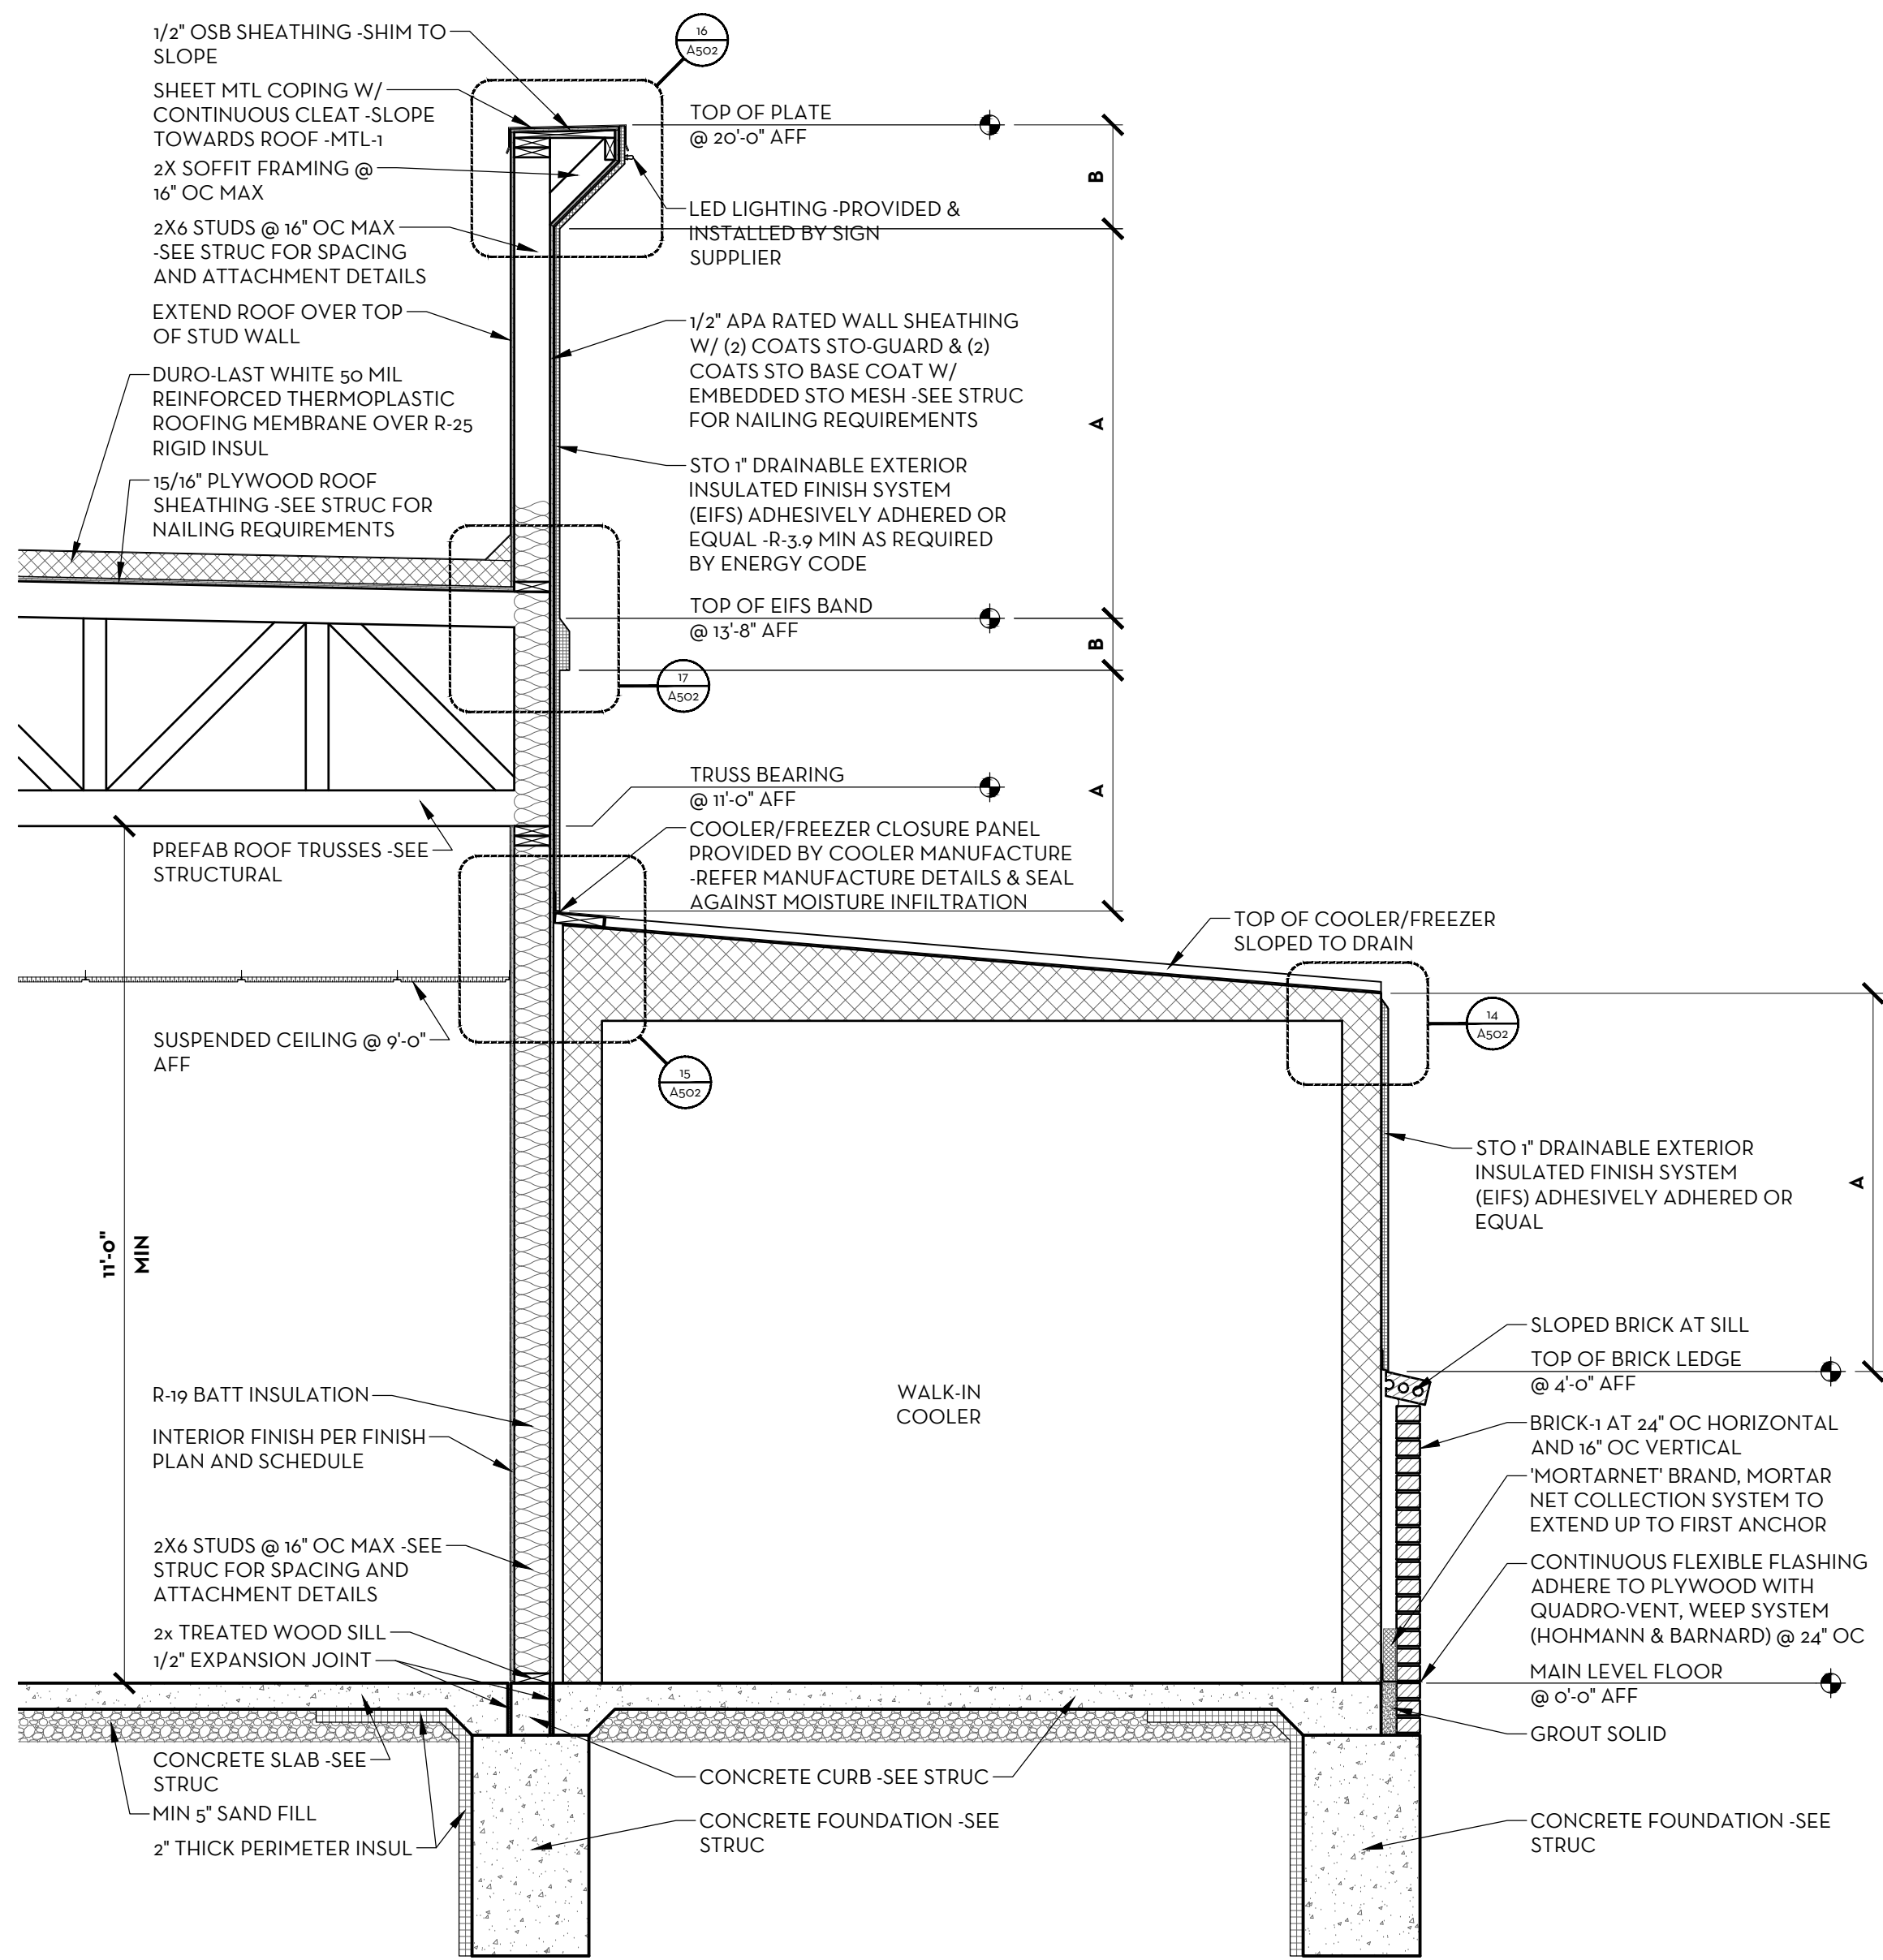 1/2" OSB SHEATHING -SHIM TO
SLOPE
SHEET MTL COPING W/
CONTINUOUS CLEAT -SLOPE
TOWARDS ROOF -MTL-1
2X SOFFIT FRAMING @
16" OC MAX
2X6 STUDS @ 16" OC MAX
-SEE STRUC FOR SPACING
AND ATTACHMENT DETAILS
EXTEND ROOF OVER TOP
OF STUD WALL
DURO-LAST WHITE 50 MIL
REINFORCED THERMOPLASTIC
ROOFING MEMBRANE OVER R-25
RIGID INSUL
15/16" PLYWOOD ROOF
SHEATHING -SEE STRUC FOR
NAILING REQUIREMENTS
PREFAB ROOF TRUSSES -SEE
STRUCTURAL
SUSPENDED CEILING @ 9'-0"
AFF
11'-0"
MIN
R-19 BATT INSULATION
INTERIOR FINISH PER FINISH
PLAN AND SCHEDULE
2X6 STUDS @ 16" OC MAX -SEE
STRUC FOR SPACING AND
ATTACHMENT DETAILS
2x TREATED WOOD SILL
1/2" EXPANSION JOINT
CONCRETE SLAB -SEE
STRUC
MIN 5" SAND FILL
2" THICK PERIMETER INSUL
16
A502
TOP OF PLATE
@ 20'-0" AFF
B
LED LIGHTING -PROVIDED &
INSTALLED BY SIGN
SUPPLIER
1/2" APA RATED WALL SHEATHING
W/ (2) COATS STO-GUARD & (2)
COATS STO BASE COAT W/
EMBEDDED STO MESH -SEE STRUC
FOR NAILING REQUIREMENTS
A
STO 1" DRAINABLE EXTERIOR
INSULATED FINISH SYSTEM
(EIFS) ADHESIVELY ADHERED OR
EQUAL -R-3.9 MIN AS REQUIRED
BY ENERGY CODE
TOP OF EIFS BAND
@ 13'-8" AFF
B
17
A502
TRUSS BEARING
@ 11'-0" AFF
A
COOLER/FREEZER CLOSURE PANEL
PROVIDED BY COOLER MANUFACTURE
-REFER MANUFACTURE DETAILS & SEAL
AGAINST MOISTURE INFILTRATION
15
A502
WALK-IN
COOLER
CONCRETE CURB -SEE STRUC
CONCRETE FOUNDATION -SEE
STRUC
TOP OF COOLER/FREEZER
SLOPED TO DRAIN
14
A502
STO 1" DRAINABLE EXTERIOR
INSULATED FINISH SYSTEM
(EIFS) ADHESIVELY ADHERED OR
EQUAL
A
SLOPED BRICK AT SILL
TOP OF BRICK LEDGE
@ 4'-0" AFF
BRICK-1 AT 24" OC HORIZONTAL
AND 16" OC VERTICAL
'MORTARNET' BRAND, MORTAR
NET COLLECTION SYSTEM TO
EXTEND UP TO FIRST ANCHOR
CONTINUOUS FLEXIBLE FLASHING
ADHERE TO PLYWOOD WITH
QUADRO-VENT, WEEP SYSTEM
(HOHMANN & BARNARD) @ 24" OC
MAIN LEVEL FLOOR
@ 0'-0" AFF
GROUT SOLID
CONCRETE FOUNDATION -SEE
STRUC